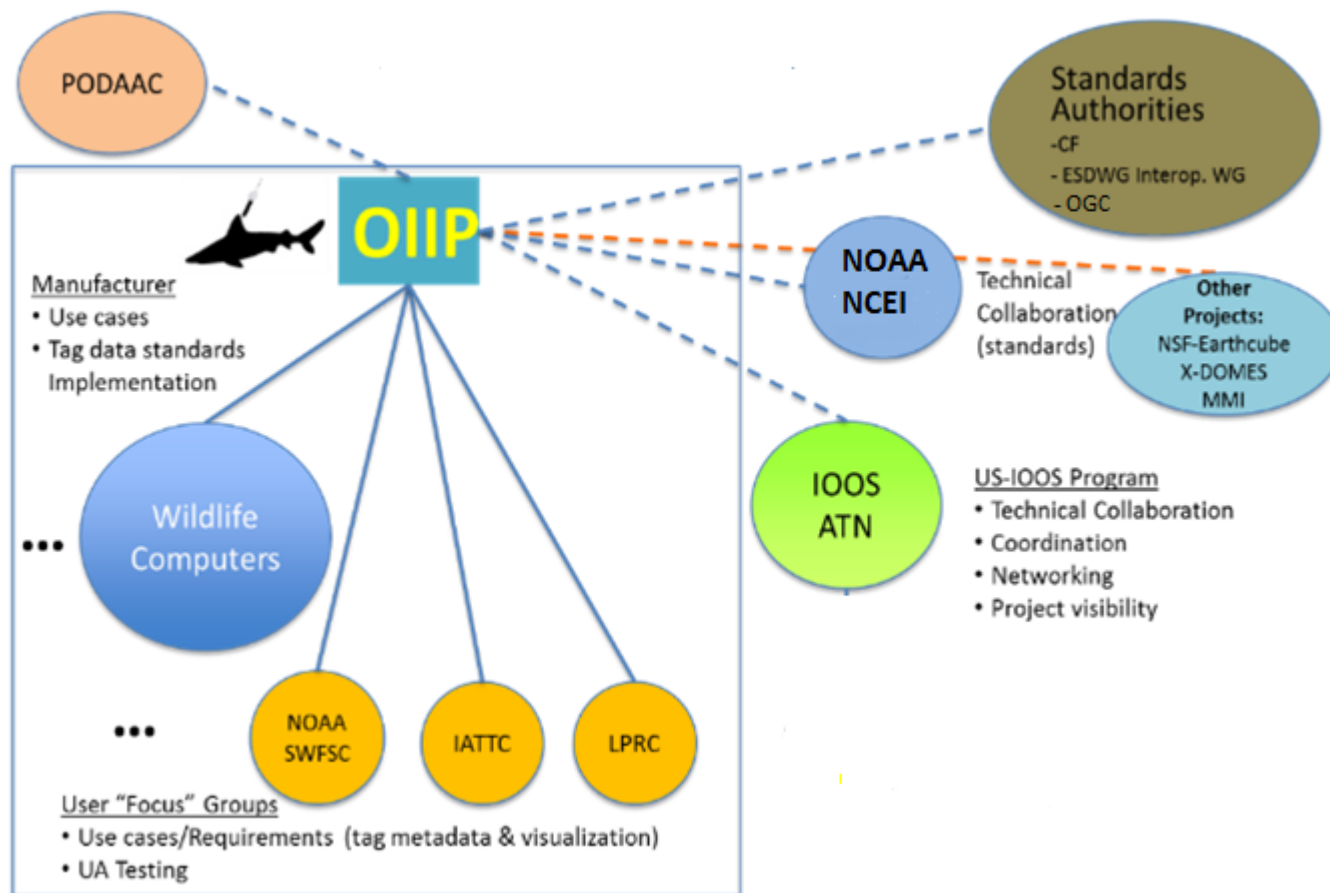 PODAAC
Standards
Authorities
-CF
- ESDWG Interop. WG
- OGC
OIIP
NOAA
NCEI
Technical
Collaboration
(standards)
Other
Projects:
NSF-Earthcube
X-DOMES
MMI
Manufacturer
• Use cases
• Tag data standards
Implementation
Wildlife
Computers
...
IOOS
ATN
US-IOOS Program
• Technical Collaboration
• Coordination
• Networking
• Project visibility
...
NOAA
SWFSC
IATTC
LPRC
User “Focus” Groups
• Use cases/Requirements (tag metadata & visualization)
• UA Testing